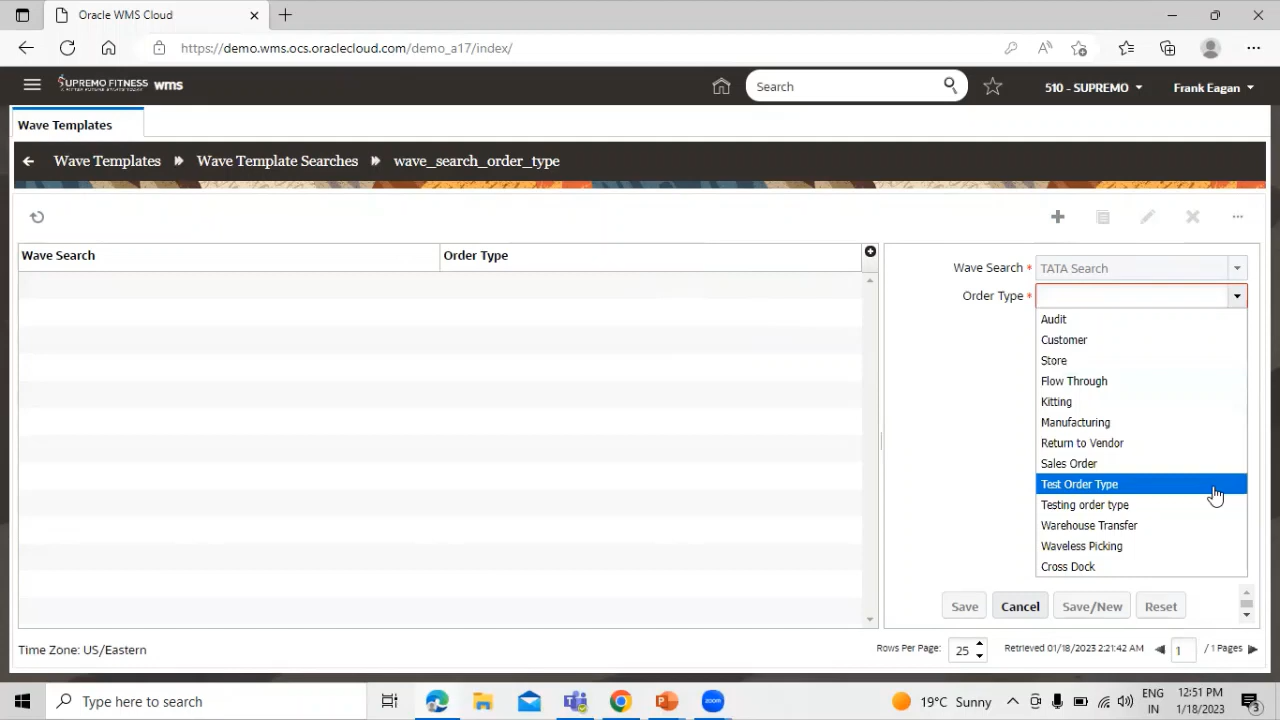 Oracle WMS Cloud
https://demo.wms.ocs.oraclecloud.com/demo_a17/index/
SUPREMO FITNESS wms
Search
510 - SUPREMO
Frank Eagan
Wave Templates
Wave Templates Wave Template Searches wave_search_order_type
Wave Search
Order Type
Wave Search * TATA Search
Order Type *
Audit
Customer
Store
Flow Through
Kitting
Manufacturing
Return to Vendor
Sales Order
Test Order Type
Testing order type
Warehouse Transfer
Waveless Picking
Cross Dock
Save Cancel Save/New Reset
Time Zone: US/Eastern
Rows Per Page: 25 Retrieved 01/18/2023 2:21:42 AM 1 / 1 Pages
Type here to search
zoom
19°C Sunny
ENG
IN
12:51 PM
1/18/2023
3